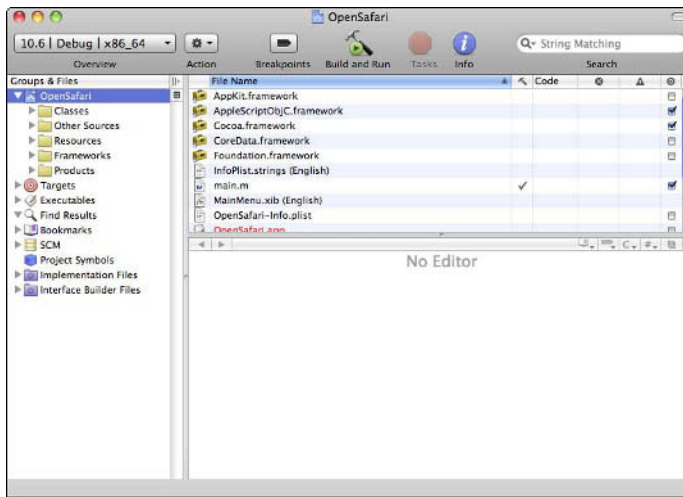 OpenSafari
10.6 | Debug | x86_64
String Matching
Overview
Action
Breakpoints
Build and Run
Tasks
Info
Search
Groups & Files
File Name
Code
OpenSafari
Classes
Other Sources
Resources
Frameworks
Products
Targets
Executables
Find Results
Bookmarks
SCM
Project Symbols
Implementation Files
Interface Builder Files
AppKit.framework
AppleScriptObjC.framework
Cocoa.framework
CoreData.framework
Foundation.framework
InfoPlist.strings (English)
main.m
MainMenu.xib (English)
OpenSafari-Info.plist
OpenSafari.app
C
#
No Editor